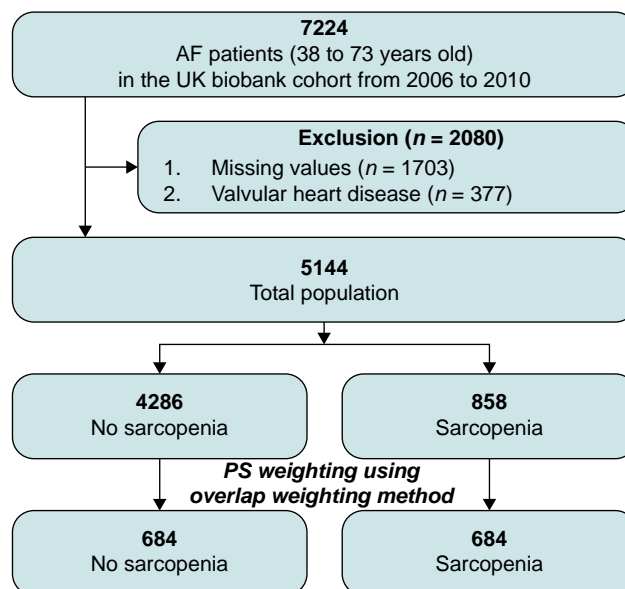 7224
AF patients (38 to 73 years old)
in the UK biobank cohort from 2006 to 2010
Exclusion (n = 2080)
1. Missing values (n = 1703)
2. Valvular heart disease (n = 377)
5144
Total population
4286
No sarcopenia
858
Sarcopenia
PS weighting using
overlap weighting method
684
No sarcopenia
684
Sarcopenia